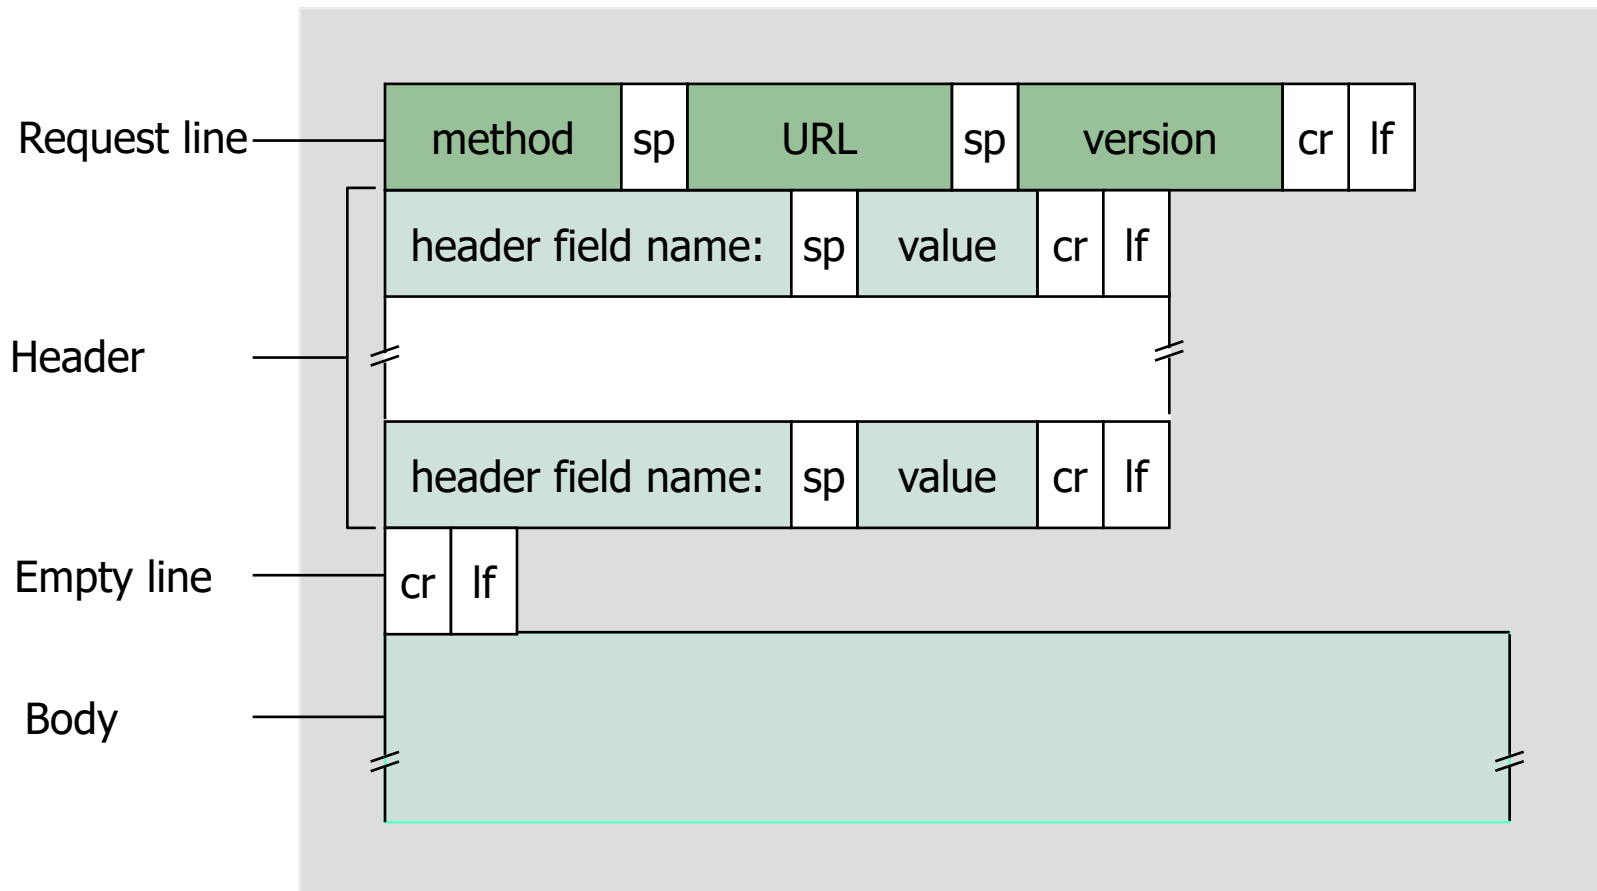 Request line method sp URL sp version cr lf
header field name: sp value cr lf
Header
header field name: sp value cr lf
Empty line cr lf
Body